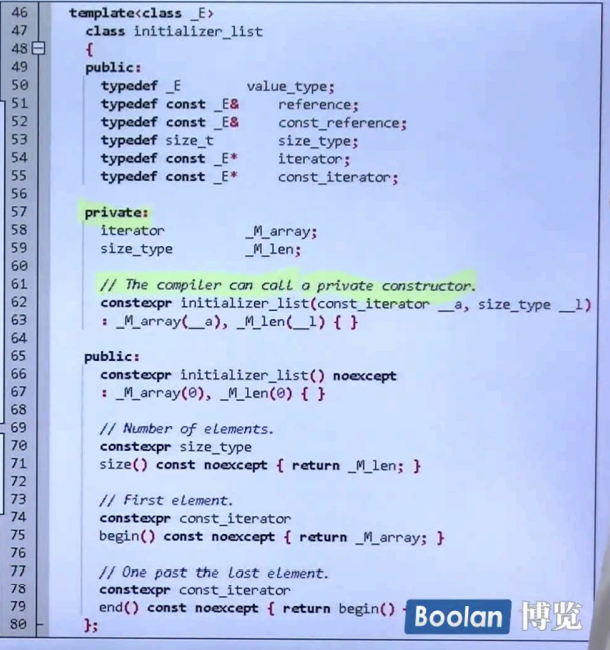 46 template<class _E>
47 class initializer_list
48 {
49 public:
50 typedef _E value_type;
51 typedef const _E& reference;
52 typedef const _E& const_reference;
53 typedef size_t size_type;
54 typedef const _E* iterator;
55 typedef const _E* const_iterator;
56
57 private:
58 iterator _M_array;
59 size_type _M_len;
60
61 // The compiler can call a private constructor.
62 constexpr initializer_list(const_iterator __a, size_type __l)
63 : _M_array(__a), _M_len(__l) { }
64
65 public:
66 constexpr initializer_list() noexcept
67 : _M_array(0), _M_len(0) { }
68
69 // Number of elements.
70 constexpr size_type
71 size() const noexcept { return _M_len; }
72
73 // First element.
74 constexpr const_iterator
75 begin() const noexcept { return _M_array; }
76
77 // One past the last element.
78 constexpr const_iterator
79 end() const noexcept { return begin()
80 };
Boolan 博览